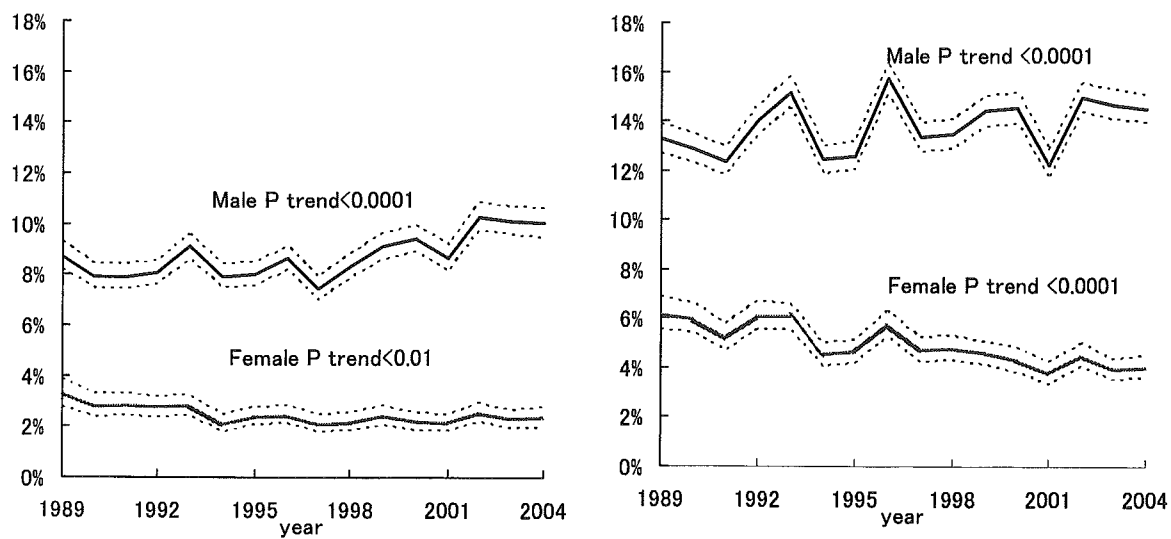 18%
16%
14%
12%
10%
8%
6%
4%
2%
0%
Male P trend<0.0001
Female P trend<0.01
1989 1992 1995 1998 2001 2004
year
18%
16%
14%
12%
10%
8%
6%
4%
2%
0%
Male P trend <0.0001
Female P trend <0.0001
1989 1992 1995 1998 2001 2004
year